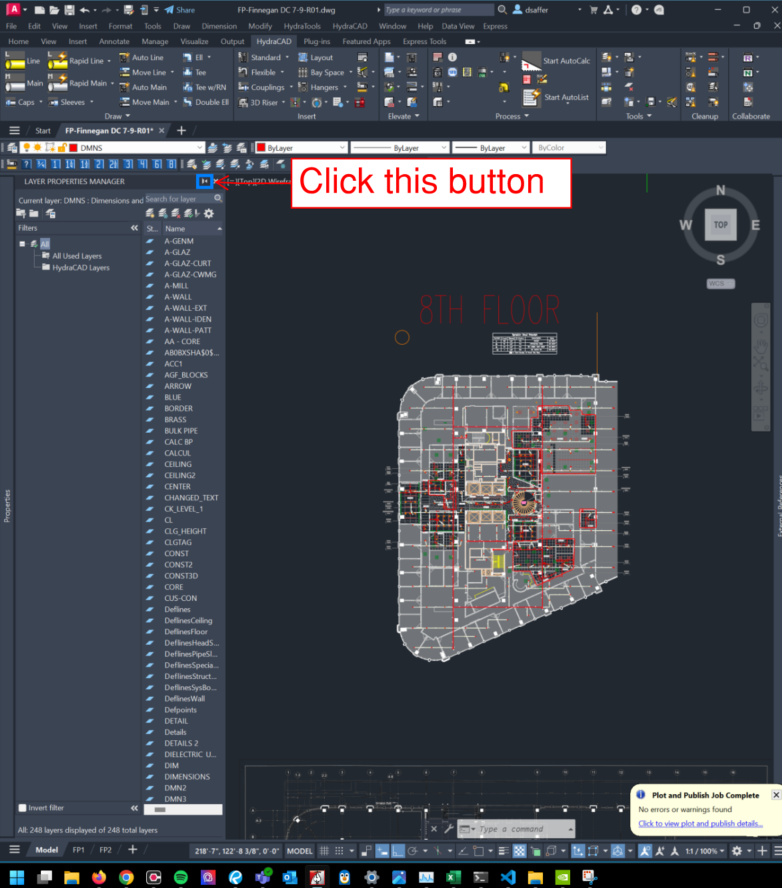 Share
FP-Finnegan DC 7-9-R01.dwg
Type a keyword or phrase
dsaffer
File Edit View Insert Format Tools Draw Dimension Modify HydraTools HydraCAD Window Help Data View Express
Home View Insert Annotate Manage Visualize Output HydraCAD Plug-ins Featured Apps Express Tools
Line Rapid Line Auto Line Ell Standard Layout Start AutoCalc
Move Line Tee Flexible Bay Space
Main Rapid Main Auto Main Tee w/RN Couplings Hangers Start AutoList
Caps Sleeves Move Main Double Ell 3D Riser
Draw Insert Elevate Process Tools Cleanup Collaborate
Start FP-Finnegan DC 7-9-R01*
DMNS ByLayer ByLayer ByLayer ByColor
Click this button
LAYER PROPERTIES MANAGER
Current layer: DMNS : Dimensions and
Search for layer
Filters
St... Name
All
All Used Layers
HydraCAD Layers
A-GENM
A-GLAZ
A-GLAZ-CURT
A-GLAZ-CWMG
A-MILL
A-WALL
A-WALL-EXT
A-WALL-IDEN
A-WALL-PATT
AA - CORE
AB0BXSHA$0$...
ACC1
AGF_BLOCKS
ARROW
BLUE
BORDER
BRASS
BULK PIPE
CALC BP
CALCUL
CEILING
CEILING2
CENTER
CHANGED_TEXT
CK_LEVEL_1
CL
CLG_HEIGHT
CLGTAG
CONST
CONST2
CONST3D
CORE
CUS-CON
Deflines
DeflinesCeiling
DeflinesFloor
DeflinesHeadS...
DeflinesPipeSl...
DeflinesSpecia...
DeflinesStruct...
DeflinesSysBo...
DeflinesWall
Defpoints
DETAIL
Details
DETAILS 2
DIELECTRIC U...
DIM
DIMENSIONS
DMN2
DMN3
Invert filter
All: 248 layers displayed of 248 total layers
Properties
N
W TOP E
S
WCS
8TH FLOOR
External References
Plot and Publish Job Complete
No errors or warnings found
Click to view plot and publish details...
Type a command
Model FP1 FP2
218'-7", 122'-8 3/8", 0'-0" MODEL 1:1 / 100%